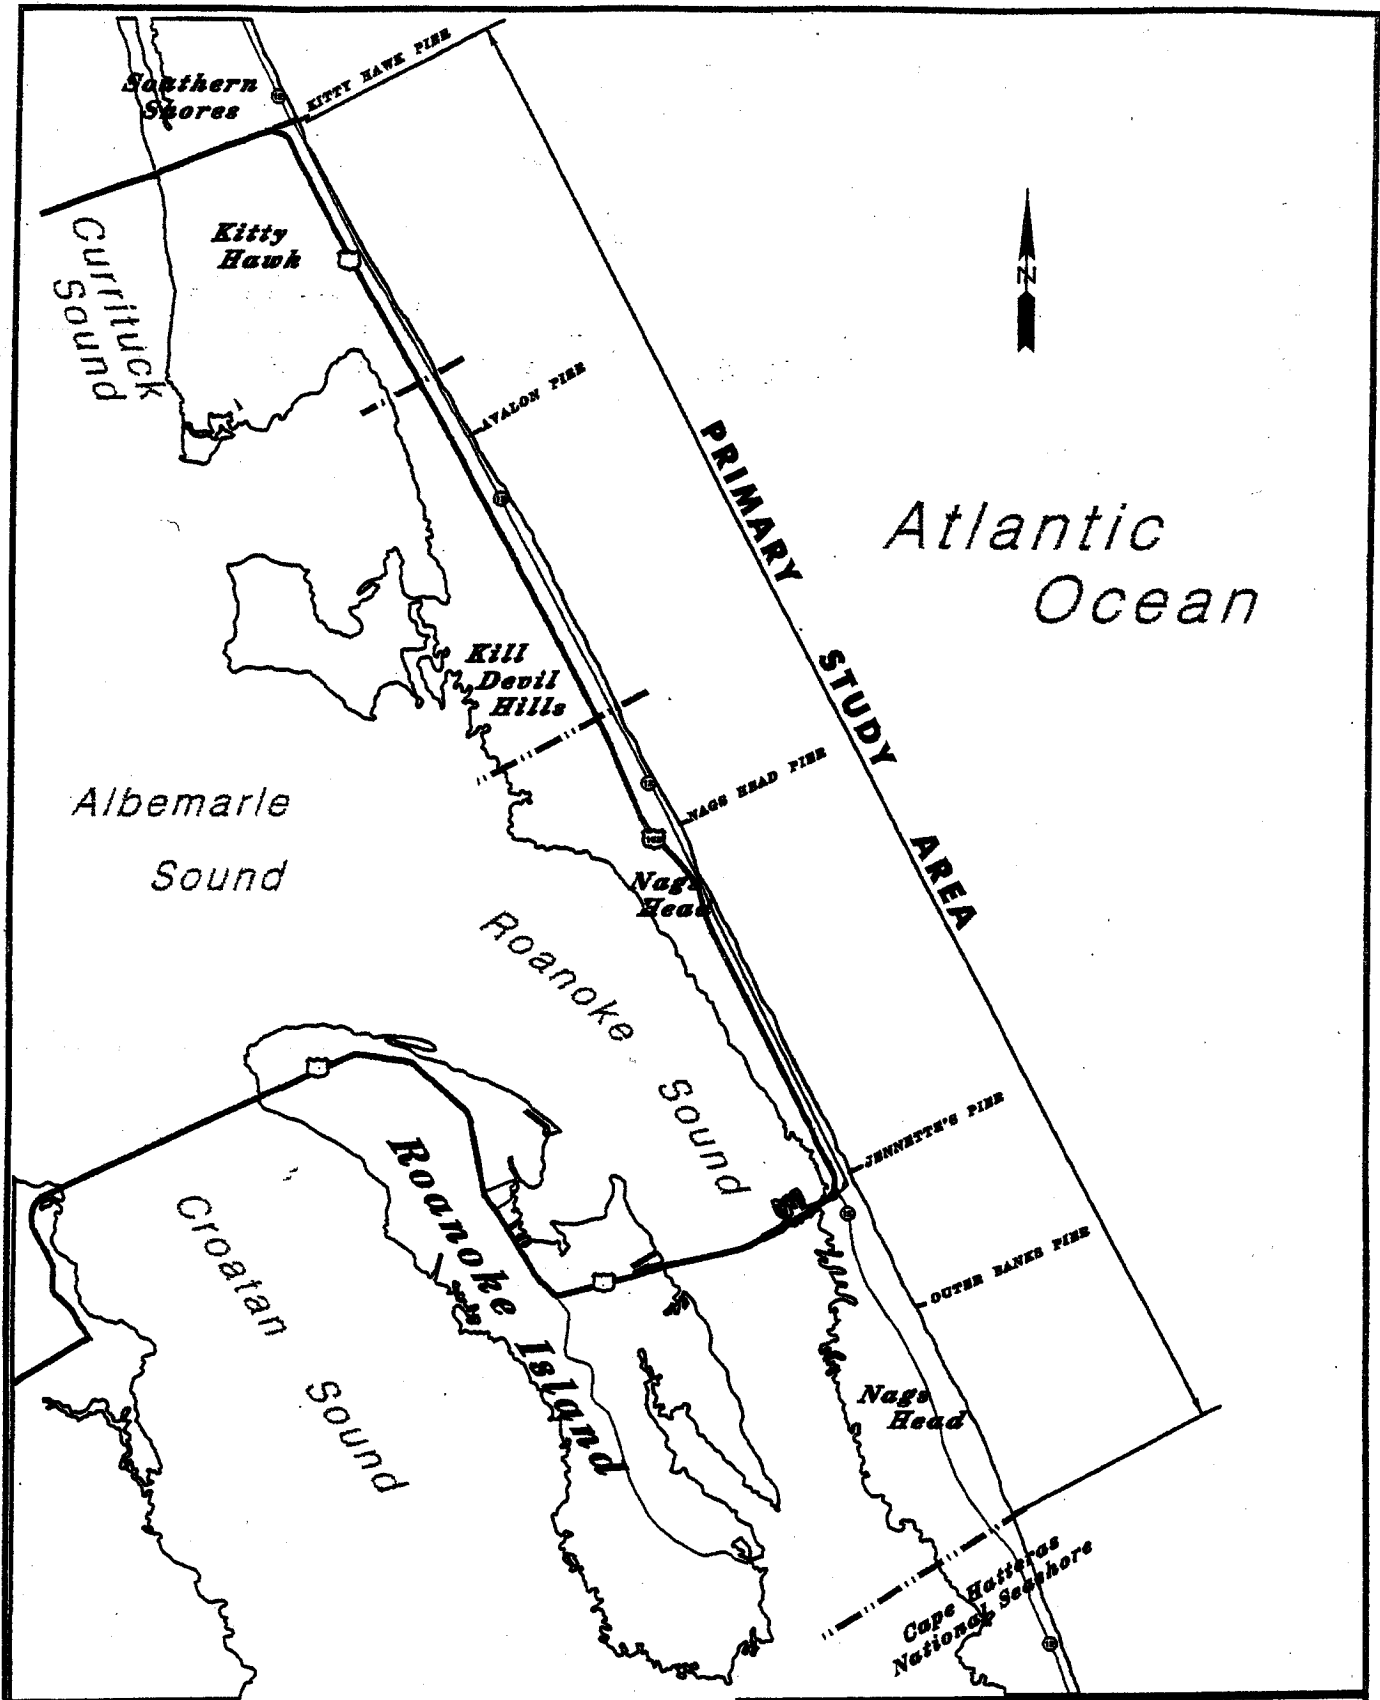 Southern
Shores
KITTY HAWK PIER
Kitty
Hawk
Currituck
Sound
N
AVALON PIER
PRIMARY STUDY AREA
Atlantic
Ocean
Kill
Devil
Hills
NAGS HEAD PIER
Albemarle
Sound
Nags
Head
Roanoke Sound
JENNETTE'S PIER
Roanoke Island
Croatan Sound
OUTER BANKS PIER
Nags
Head
Cape Hatteras
National Seashore